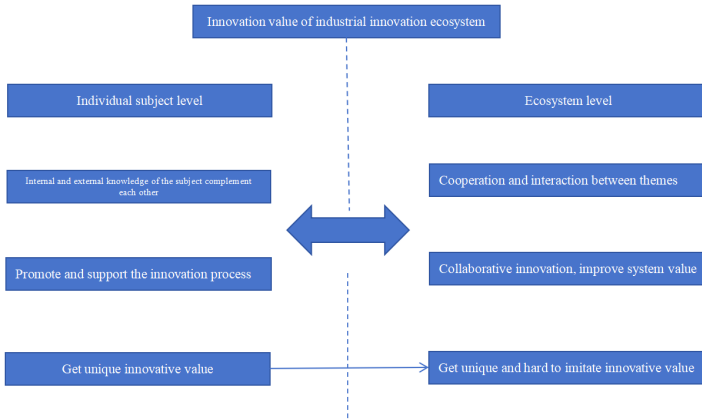 Innovation value of industrial innovation ecosystem
Individual subject level
Ecosystem level
Internal and external knowledge of the subject complement
each other
Cooperation and interaction between themes
Promote and support the innovation process
Collaborative innovation, improve system value
Get unique innovative value
Get unique and hard to imitate innovative value